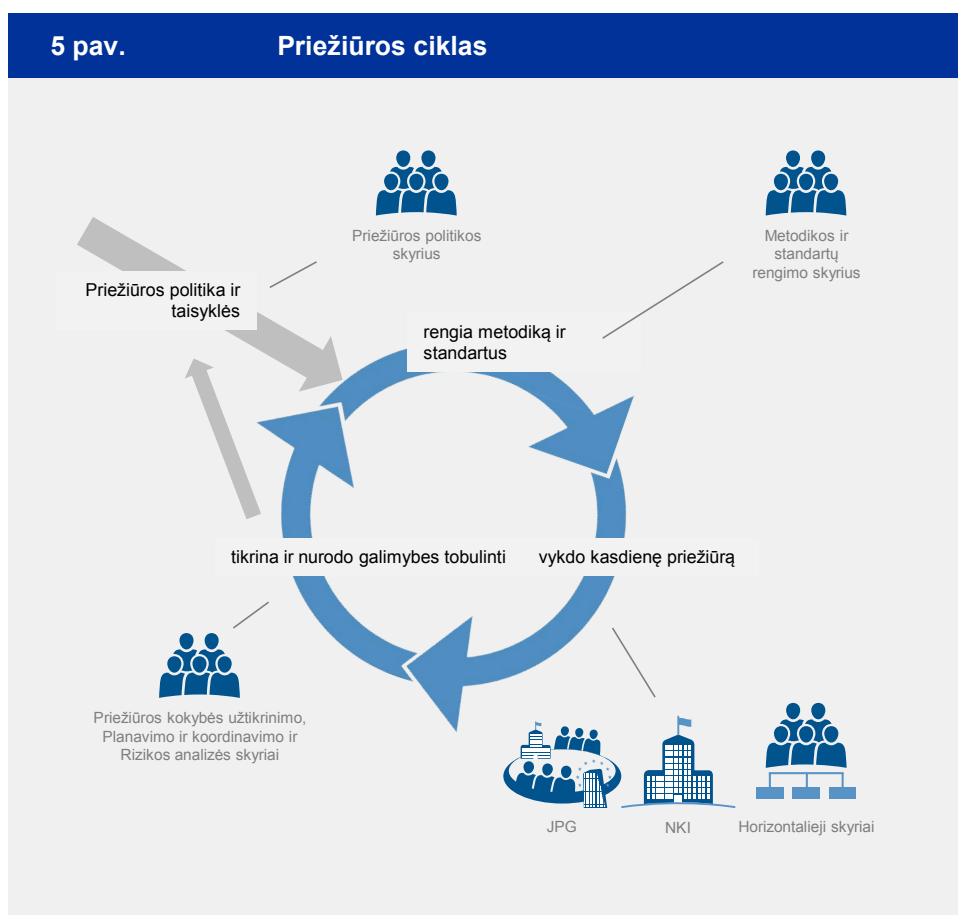 5 pav. Priežiūros ciklas
Priežiūros politikos
skyrius
Metodikos ir
standartų
rengimo skyrius
Priežiūros politika ir
taisyklės
rengia metodiką ir
standartus
tikrina ir nurodo galimybes tobulinti
vykdo kasdienę priežiūrą
Priežiūros kokybės užtikrinimo,
Planavimo ir koordinavimo ir
Rizikos analizės skyriai
JPG
NKI
Horizontalieji skyriai